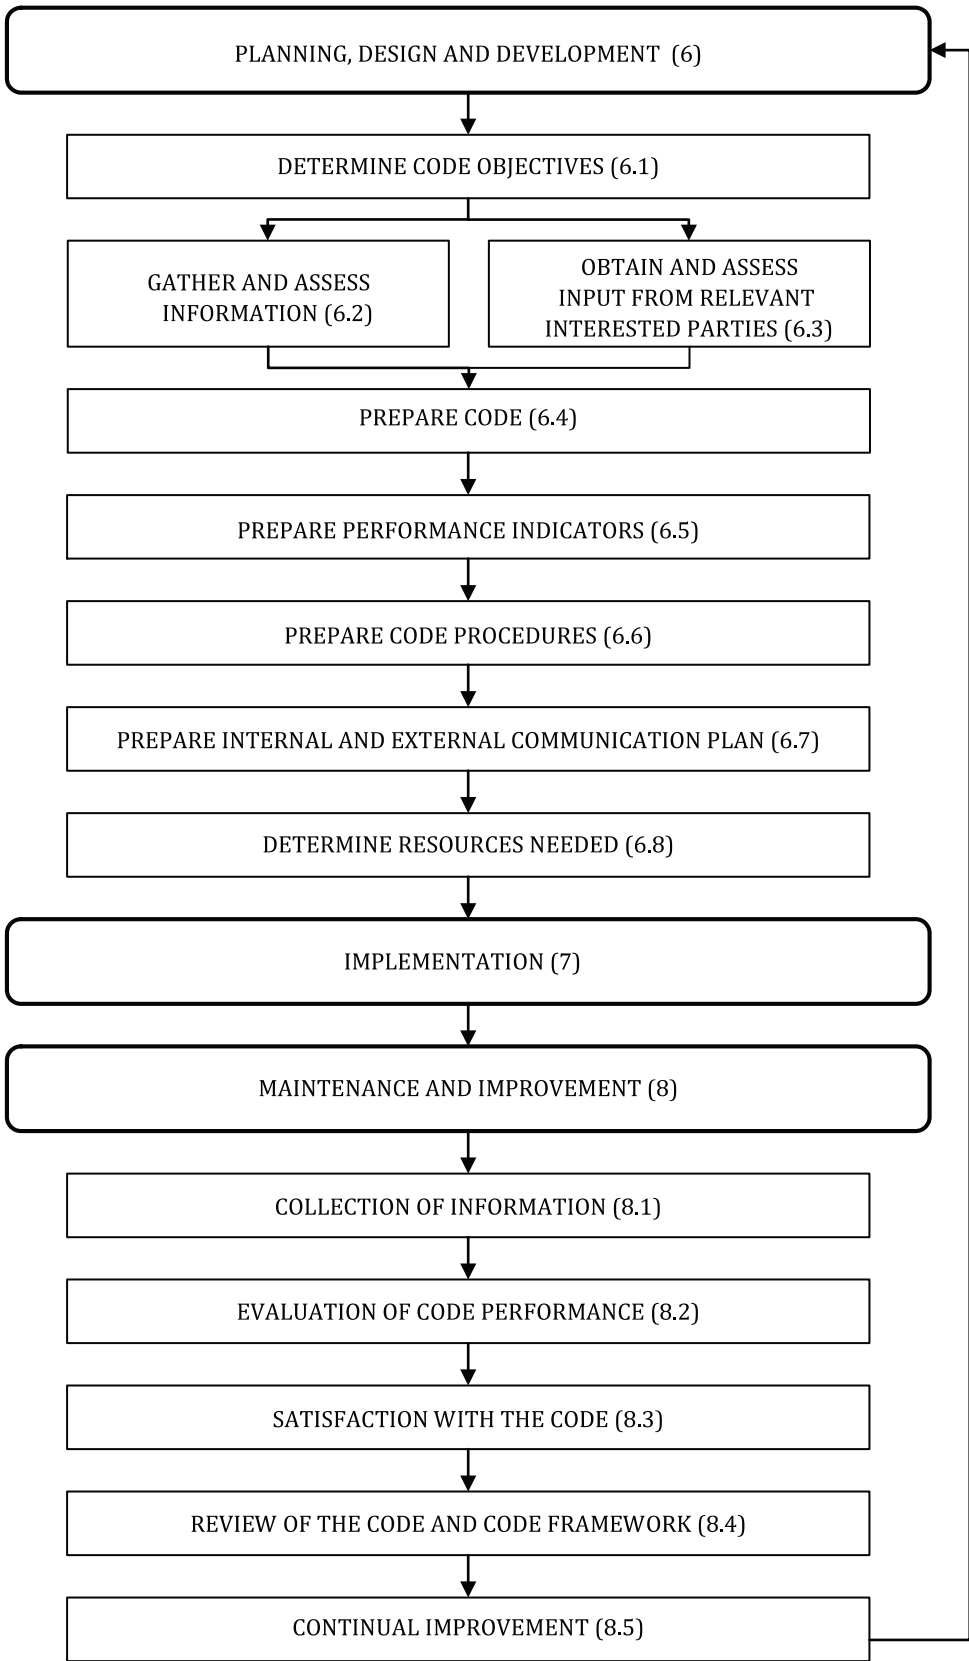 PLANNING, DESIGN AND DEVELOPMENT (6)
DETERMINE CODE OBJECTIVES (6.1)
GATHER AND ASSESS
INFORMATION (6.2)
OBTAIN AND ASSESS
INPUT FROM RELEVANT
INTERESTED PARTIES (6.3)
PREPARE CODE (6.4)
PREPARE PERFORMANCE INDICATORS (6.5)
PREPARE CODE PROCEDURES (6.6)
PREPARE INTERNAL AND EXTERNAL COMMUNICATION PLAN (6.7)
DETERMINE RESOURCES NEEDED (6.8)
IMPLEMENTATION (7)
MAINTENANCE AND IMPROVEMENT (8)
COLLECTION OF INFORMATION (8.1)
EVALUATION OF CODE PERFORMANCE (8.2)
SATISFACTION WITH THE CODE (8.3)
REVIEW OF THE CODE AND CODE FRAMEWORK (8.4)
CONTINUAL IMPROVEMENT (8.5)